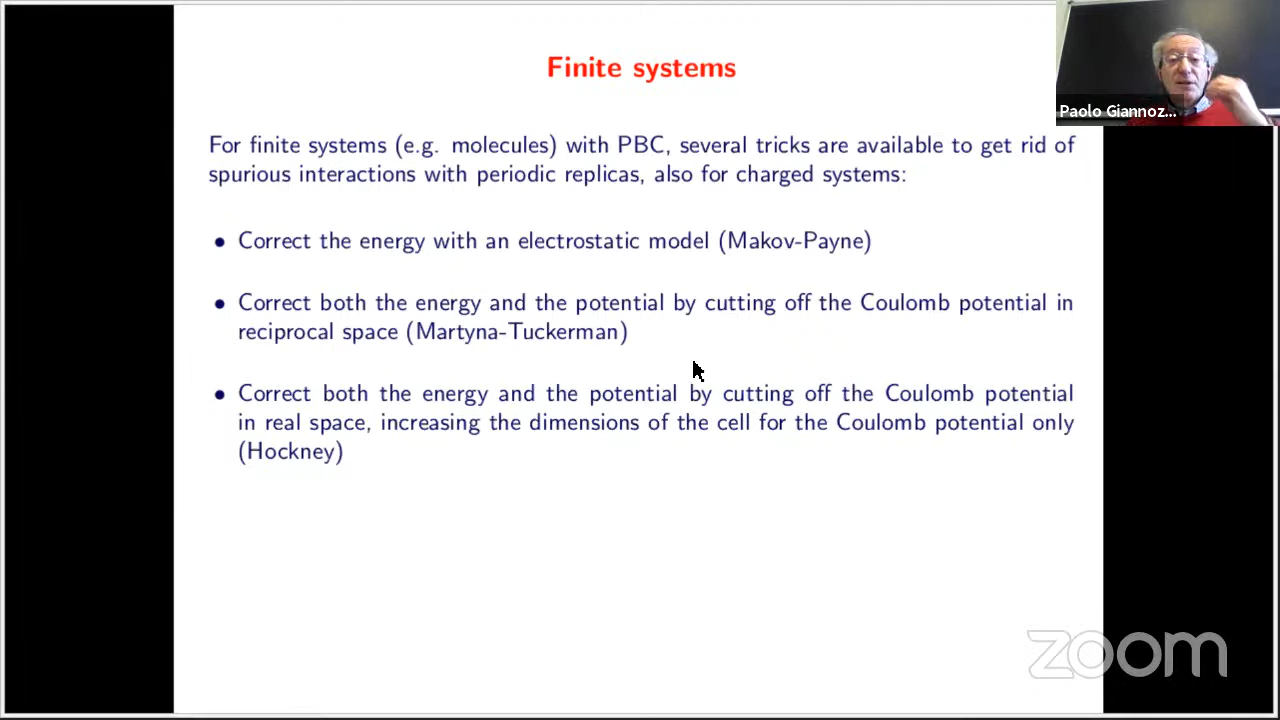 Finite systems
Paolo Giannoz...
For finite systems (e.g. molecules) with PBC, several tricks are available to get rid of
spurious interactions with periodic replicas, also for charged systems:
• Correct the energy with an electrostatic model (Makov-Payne)
• Correct both the energy and the potential by cutting off the Coulomb potential in
reciprocal space (Martyna-Tuckerman)
• Correct both the energy and the potential by cutting off the Coulomb potential
in real space, increasing the dimensions of the cell for the Coulomb potential only
(Hockney)
zoom